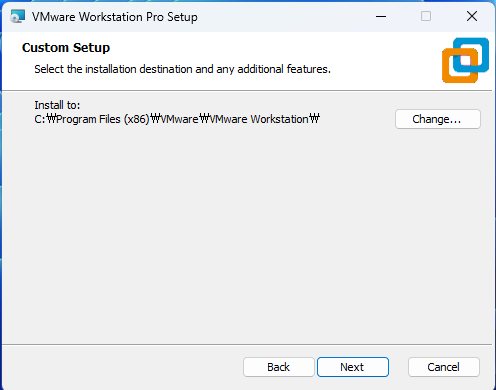 VMware Workstation Pro Setup
Custom Setup
Select the installation destination and any additional features.
Install to:
C:₩Program Files (x86)₩VMware₩VMware Workstation₩
Change...
Back
Next
Cancel